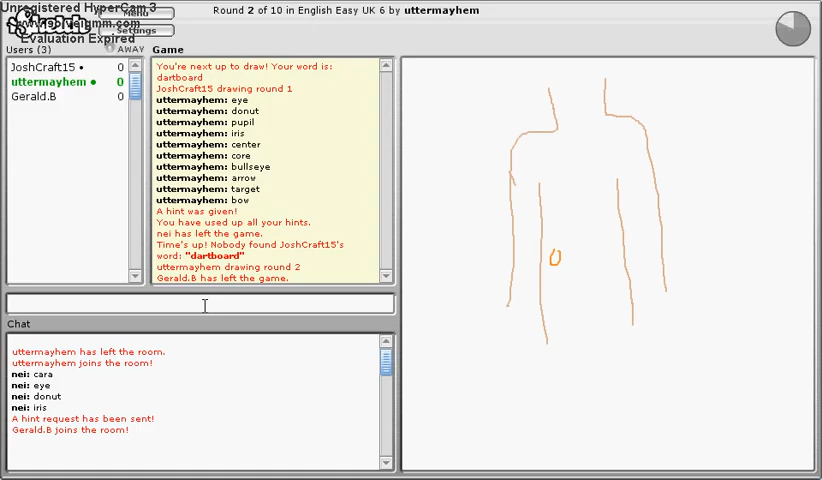 Unregistered HyperCam 3
Menu
Round 2 of 10 in English Easy UK 6 by uttermayhem
Settings
Evaluation Expired
Users (3)
AWAY
Game
JoshCraft15 • 0
uttermayhem • 0
Gerald.B 0
You're next up to draw! Your word is:
dartboard
JoshCraft15 drawing round 1
uttermayhem: eye
uttermayhem: donut
uttermayhem: pupil
uttermayhem: iris
uttermayhem: center
uttermayhem: core
uttermayhem: bullseye
uttermayhem: arrow
uttermayhem: target
uttermayhem: bow
A hint was given!
You have used up all your hints.
nei has left the game.
Time's up! Nobody found JoshCraft15's
word: "dartboard"
uttermayhem drawing round 2
Gerald.B has left the game.
Chat
uttermayhem has left the room.
uttermayhem joins the room!
nei: cara
nei: eye
nei: donut
nei: iris
A hint request has been sent!
Gerald.B joins the room!